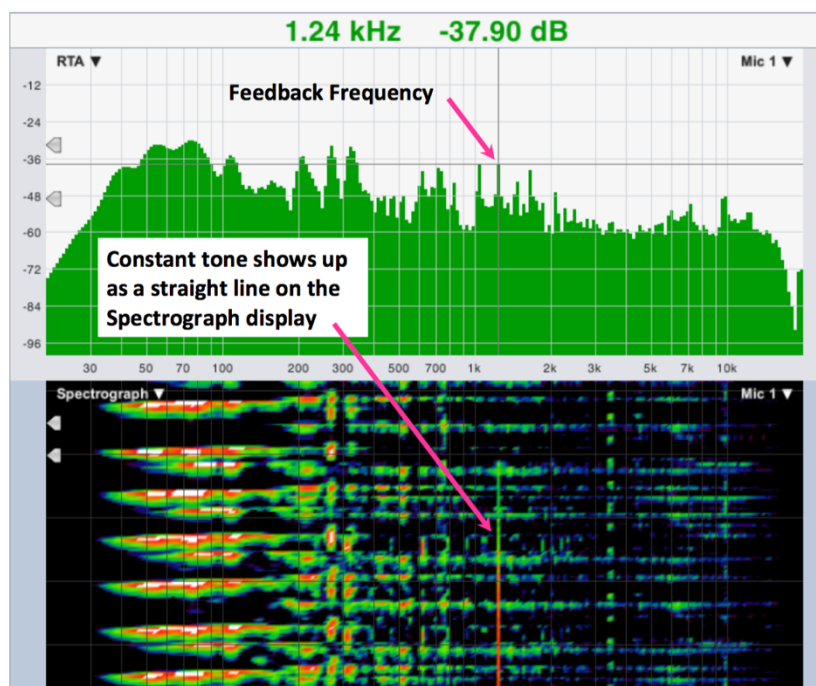 1.24 kHz -37.90 dB
RTA ▼ Mic 1 ▼
Feedback Frequency
-12
-24
-36
-48
-60
-72
-84
-96
Constant tone shows up
as a straight line on the
Spectrograph display
30 50 70 100 200 300 500 700 1k 2k 3k 5k 7k 10k
Spectrograph ▼ Mic 1 ▼